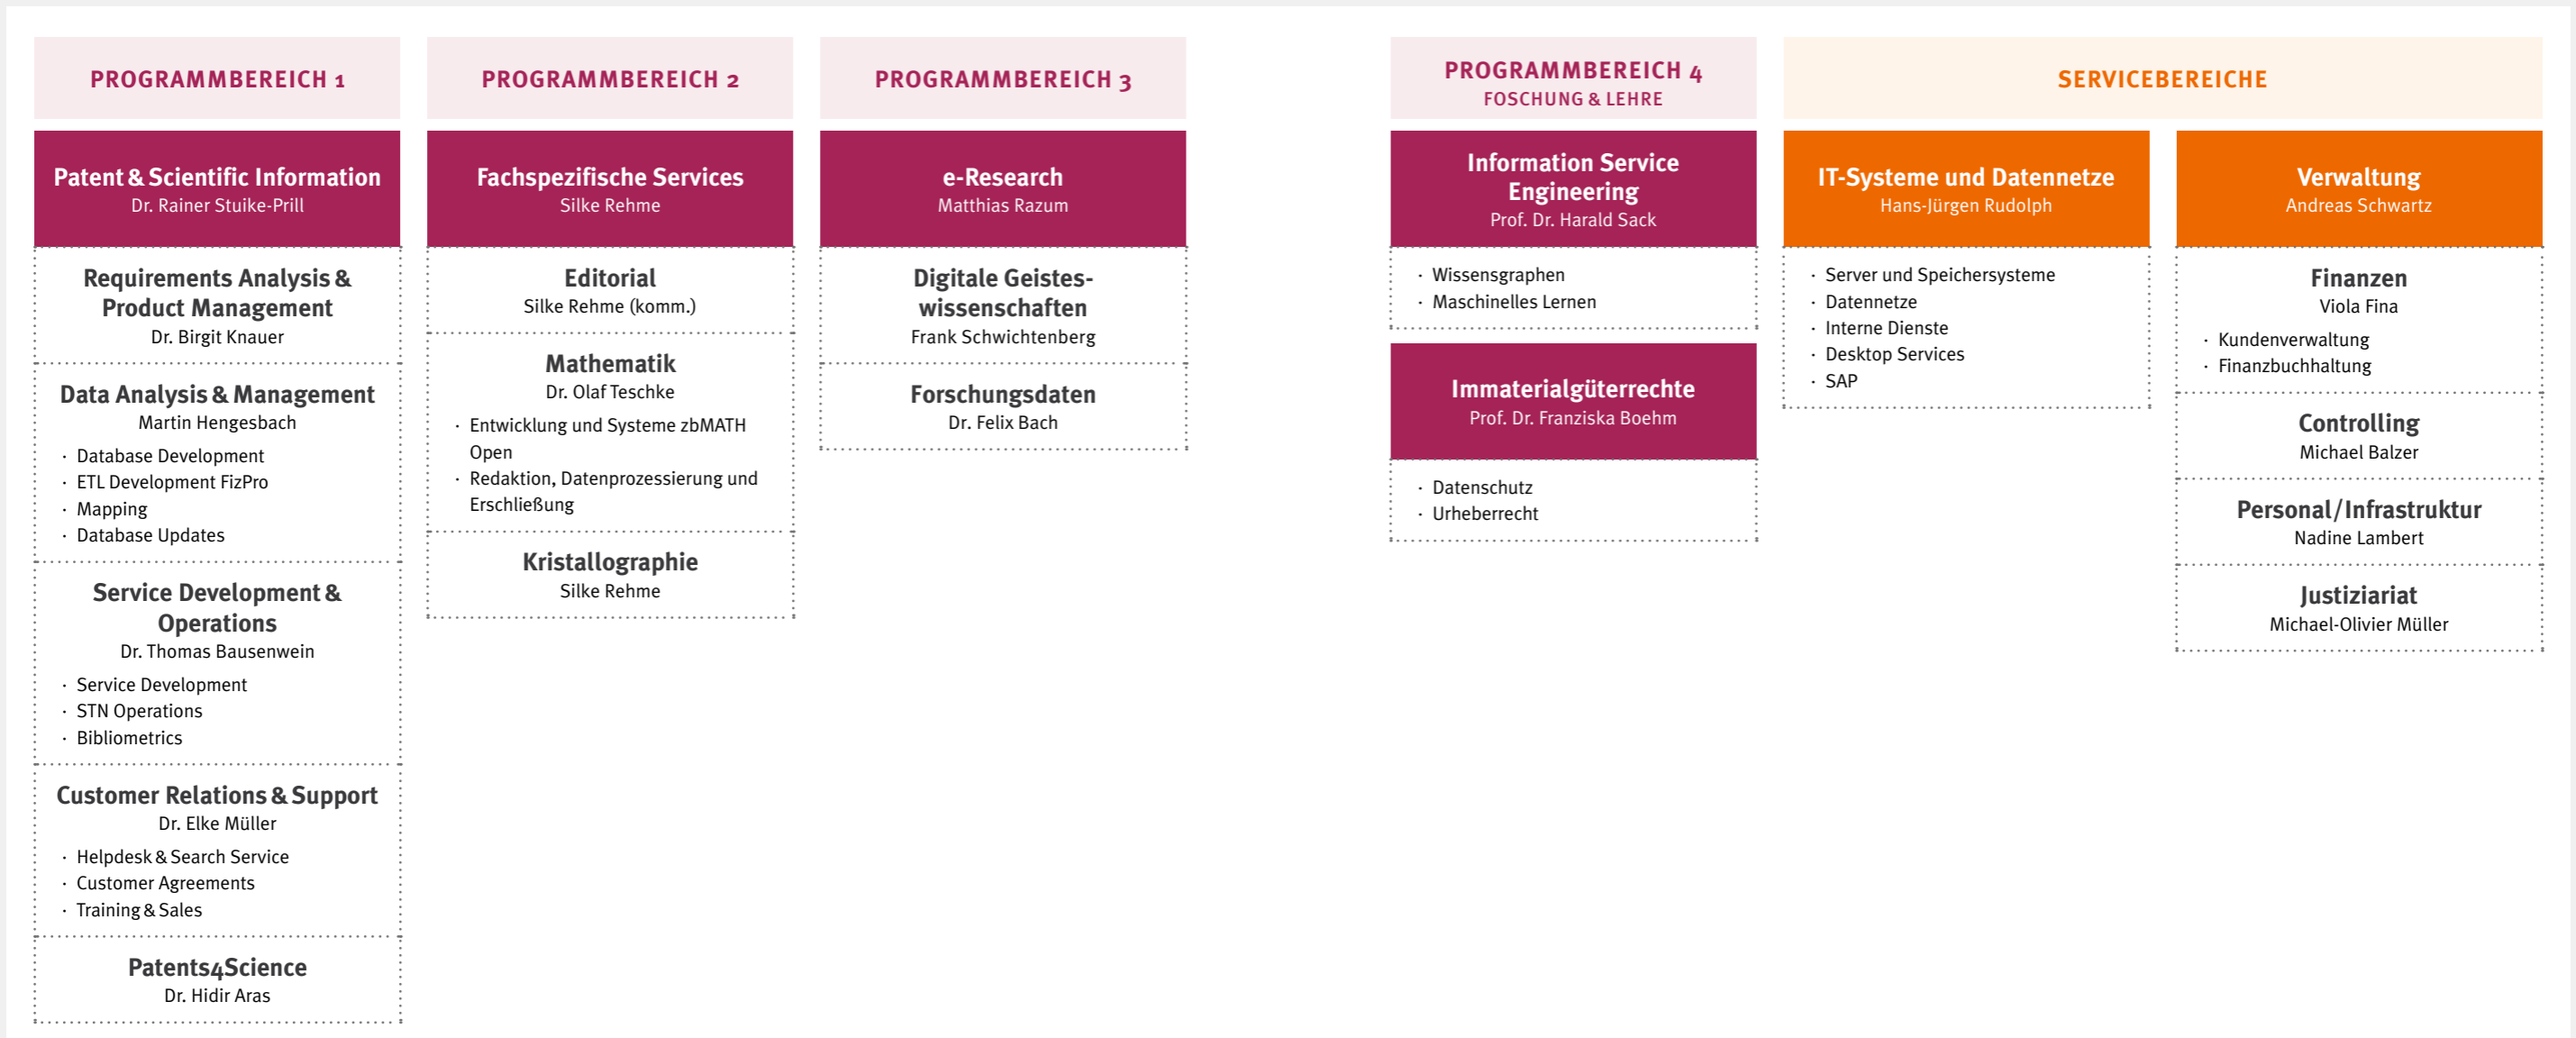 PROGRAMMBEREICH 1
Patent & Scientific Information
Dr. Rainer Stuike-Prill
Requirements Analysis &
Product Management
Dr. Birgit Knauer
Data Analysis & Management
Martin Hengesbach
· Database Development
· ETL Development FizPro
· Mapping
· Database Updates
Service Development &
Operations
Dr. Thomas Bausenwein
· Service Development
· STN Operations
· Bibliometrics
Customer Relations & Support
Dr. Elke Müller
· Helpdesk & Search Service
· Customer Agreements
· Training & Sales
Patents4Science
Dr. Hidir Aras
PROGRAMMBEREICH 2
Fachspezifische Services
Silke Rehme
Editorial
Silke Rehme (komm.)
Mathematik
Dr. Olaf Teschke
· Entwicklung und Systeme zbMATH
Open
· Redaktion, Datenprozessierung und
Erschließung
Kristallographie
Silke Rehme
PROGRAMMBEREICH 3
e-Research
Matthias Razum
Digitale Geistes-
wissenschaften
Frank Schwichtenberg
Forschungsdaten
Dr. Felix Bach
PROGRAMMBEREICH 4
FOSCHUNG & LEHRE
Information Service
Engineering
Prof. Dr. Harald Sack
· Wissensgraphen
· Maschinelles Lernen
Immaterialgüterrechte
Prof. Dr. Franziska Boehm
· Datenschutz
· Urheberrecht
SERVICEBEREICHE
IT-Systeme und Datennetze
Hans-Jürgen Rudolph
· Server und Speichersysteme
· Datennetze
· Interne Dienste
· Desktop Services
· SAP
Verwaltung
Andreas Schwartz
Finanzen
Viola Fina
· Kundenverwaltung
· Finanzbuchhaltung
Controlling
Michael Balzer
Personal/Infrastruktur
Nadine Lambert
Justiziariat
Michael-Olivier Müller